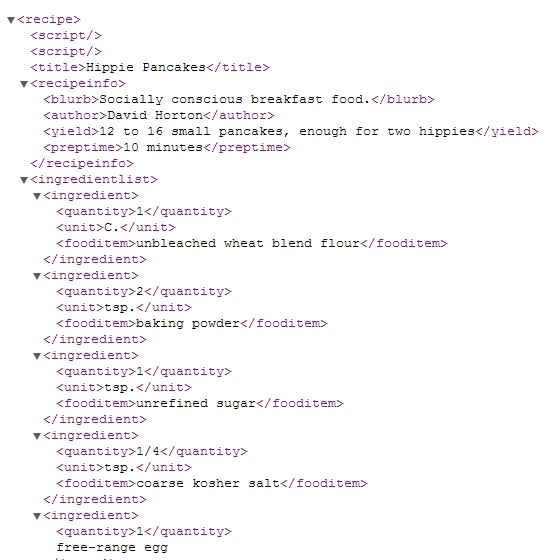 ▼<recipe>
<script/>
<script/>
<title>Hippie Pancakes</title>
▼<recipeinfo>
<blurb>Socially conscious breakfast food.</blurb>
<author>David Horton</author>
<yield>12 to 16 small pancakes, enough for two hippies</yield>
<preptime>10 minutes</preptime>
</recipeinfo>
▼<ingredientlist>
▼<ingredient>
<quantity>1</quantity>
<unit>C.</unit>
<fooditem>unbleached wheat blend flour</fooditem>
</ingredient>
▼<ingredient>
<quantity>2</quantity>
<unit>tsp.</unit>
<fooditem>baking powder</fooditem>
</ingredient>
▼<ingredient>
<quantity>1</quantity>
<unit>tsp.</unit>
<fooditem>unrefined sugar</fooditem>
</ingredient>
▼<ingredient>
<quantity>1/4</quantity>
<unit>tsp.</unit>
<fooditem>coarse kosher salt</fooditem>
</ingredient>
▼<ingredient>
<quantity>1</quantity>
free-range egg